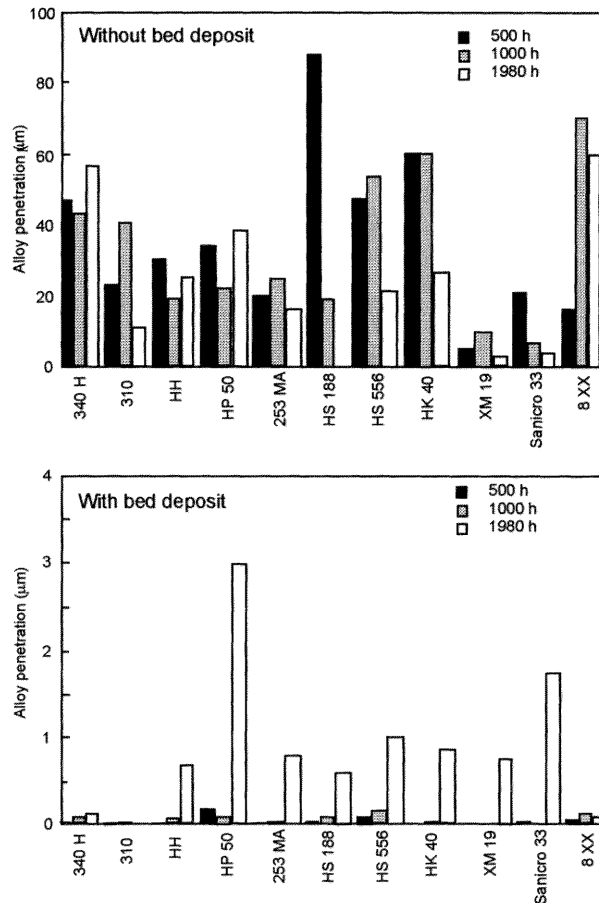 100
Without bed deposit
500 h
1000 h
1980 h
80
60
40
20
0
Alloy penetration (μm)
340 H
310
HH
HP 50
253 MA
HS 188
HS 556
HK 40
XM 19
Sanicro 33
8 XX
4
With bed deposit
500 h
1000 h
1980 h
3
2
1
0
Alloy penetration (μm)
340 H
310
HH
HP 50
253 MA
HS 188
HS 556
HK 40
XM 19
Sanicro 33
8 XX